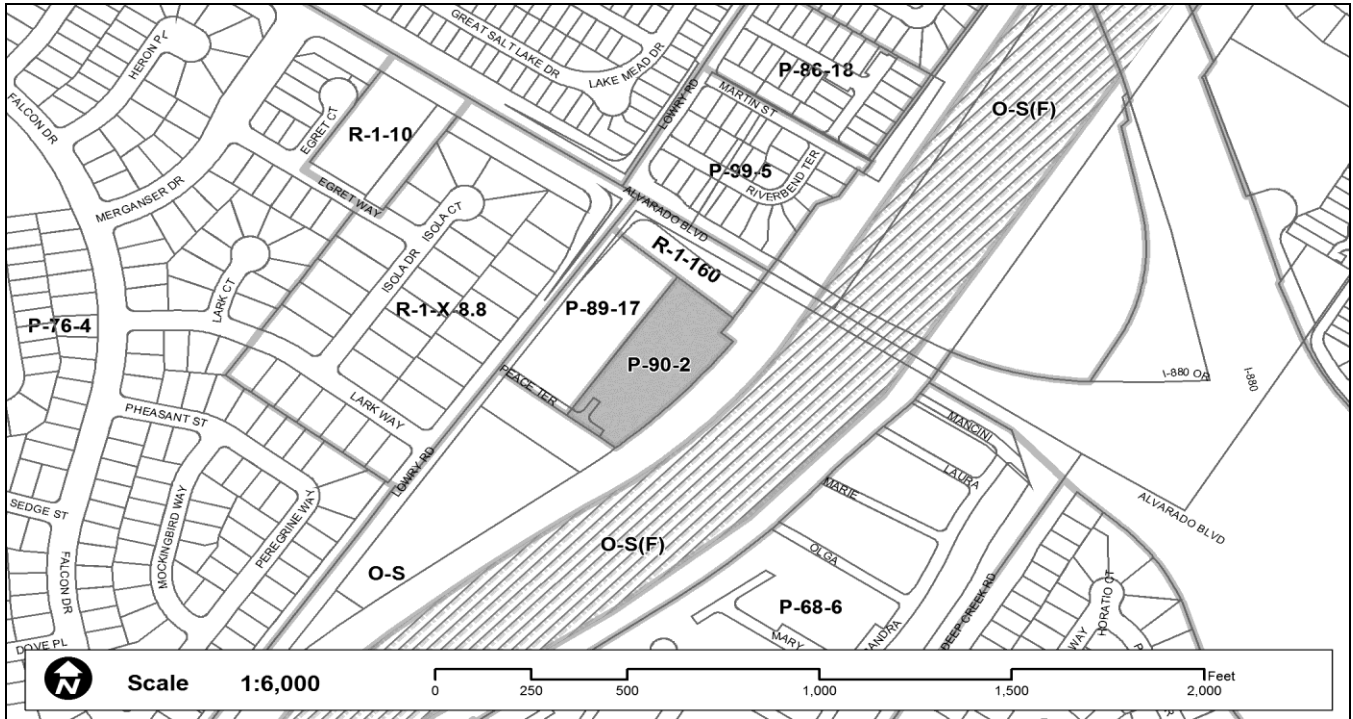 GREAT SALT LAKE DR
HERON PL
LAKE MEAD DR
P-86-18
FALCON DR
LOWRY RD
MARTIN ST
O-S(F)
EGRET CT
R-1-10
P-99-5
RIVERBEND TER
MERGANSER DR
EGRET WAY
ISOLA CT
ALVARADO BLVD
ISOLA DR
R-1-160
LARK CT
R-1-X-8.8
P-89-17
P-76-4
P-90-2
PEACE TER
I-880 OR
I-880
LARK WAY
PHEASANT ST
MANCINI
LOWRY RD
LAURA
MARIE
SEDGE ST
MOCKINGBIRD WAY
PEREGRINE WAY
ALVARADO BLVD
O-S(F)
OLGA
O-S
FALCON DR
P-68-6
DEEP CREEK RD
HORATIO CT
MARY
WAY
DOVE PL
N
Scale 1:6,000
0 250 500 1,000 1,500 2,000
Feet